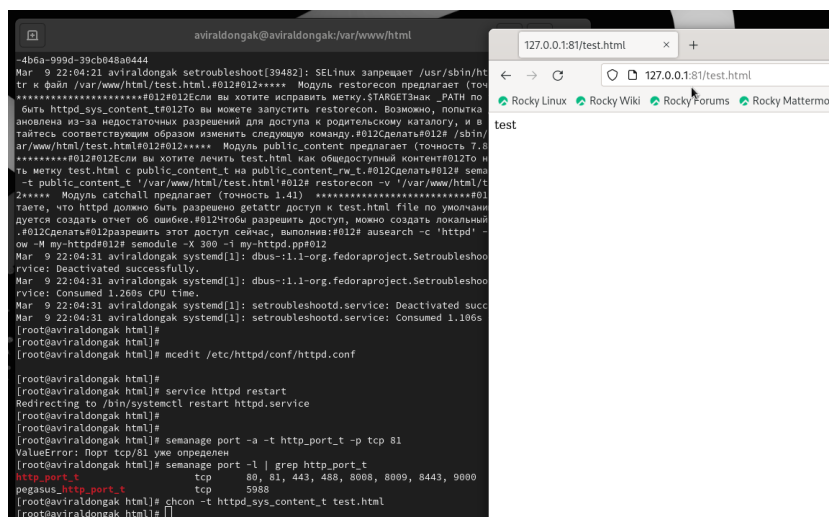 aviraldongak@aviraldongak:/var/www/html
-4b6a-999d-39cb048a0444
Mar  9 22:04:21 aviraldongak setroubleshoot[39482]: SELinux запрещает /usr/sbin/ht
tr к файл /var/www/html/test.html.#012#012*****  Модуль restorecon предлагает (точ
***********************#012#012Если вы хотите исправить метку.$TARGETЗнак _PATH по
 быть httpd_sys_content_t#012То вы можете запустить restorecon. Возможно, попытка
ановлена из-за недостаточных разрешений для доступа к родительскому каталогу, и в
тайтесь соответствующим образом изменить следующую команду.#012Сделать#012# /sbin/
ar/www/html/test.html#012#012*****  Модуль public_content предлагает (точность 7.8
*********#012#012Если вы хотите лечить test.html как общедоступный контент#012То н
ть метку test.html с public_content_t на public_content_rw_t.#012Сделать#012# sema
 -t public_content_t '/var/www/html/test.html'#012# restorecon -v '/var/www/html/t
2*****  Модуль catchall предлагает (точность 1.41)  **************************#01
таете, что httpd должно быть разрешено getattr доступ к test.html file по умолчани
дуется создать отчет об ошибке.#012Чтобы разрешить доступ, можно создать локальный
.#012Сделать#012разрешить этот доступ сейчас, выполнив:#012# ausearch -c 'httpd' -
ow -M my-httpd#012# semodule -X 300 -i my-httpd.pp#012
Mar  9 22:04:31 aviraldongak systemd[1]: dbus-:1.1-org.fedoraproject.Setroubleshoo
rvice: Deactivated successfully.
Mar  9 22:04:31 aviraldongak systemd[1]: dbus-:1.1-org.fedoraproject.Setroubleshoo
rvice: Consumed 1.260s CPU time.
Mar  9 22:04:31 aviraldongak systemd[1]: setroubleshootd.service: Deactivated succ
Mar  9 22:04:31 aviraldongak systemd[1]: setroubleshootd.service: Consumed 1.106s
[root@aviraldongak html]#
[root@aviraldongak html]#
[root@aviraldongak html]# mcedit /etc/httpd/conf/httpd.conf
[root@aviraldongak html]#
[root@aviraldongak html]# service httpd restart
Redirecting to /bin/systemctl restart httpd.service
[root@aviraldongak html]#
[root@aviraldongak html]#
[root@aviraldongak html]# semanage port -a -t http_port_t -p tcp 81
ValueError: Порт tcp/81 уже определен
[root@aviraldongak html]# semanage port -l | grep http_port_t
http_port_t                    tcp      80, 81, 443, 488, 8008, 8009, 8443, 9000
pegasus_http_port_t            tcp      5988
[root@aviraldongak html]# chcon -t httpd_sys_content_t test.html
[root@aviraldongak html]#
127.0.0.1:81/test.html
127.0.0.1:81/test.html
Rocky Linux Rocky Wiki Rocky Forums Rocky Mattermo
test